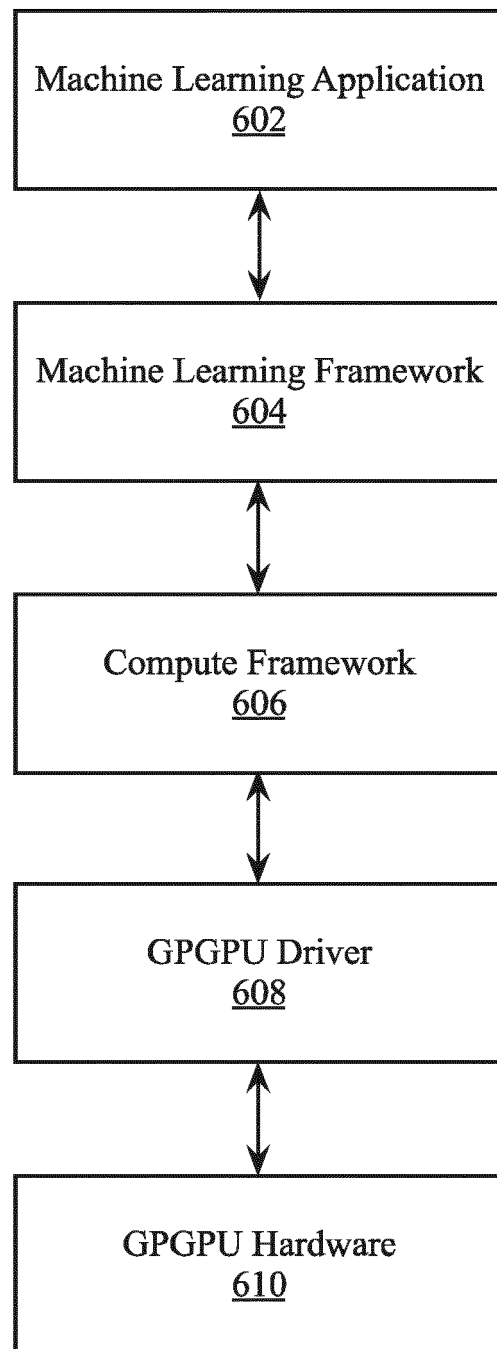 Machine Learning Application
602
Machine Learning Framework
604
Compute Framework
606
GPGPU Driver
608
GPGPU Hardware
610